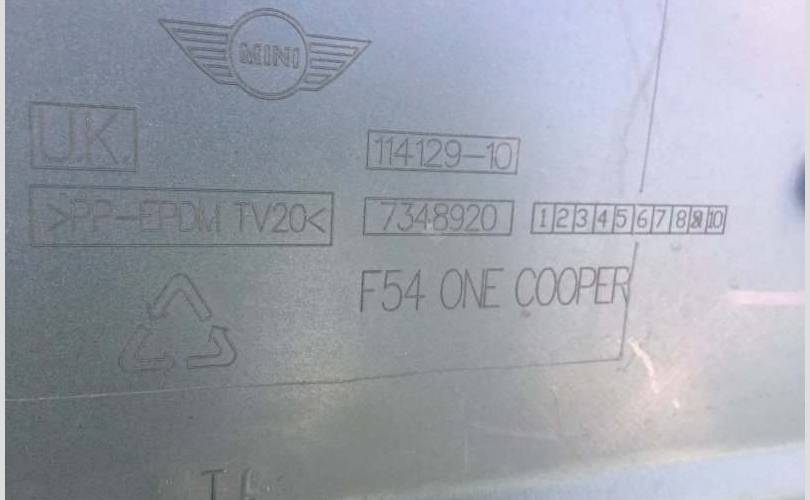 MINI
U.K.
114129-10
>PP-EPDM TV20<
7348920
1 2 3 4 5 6 7 8 9 10
F54 ONE COOPER